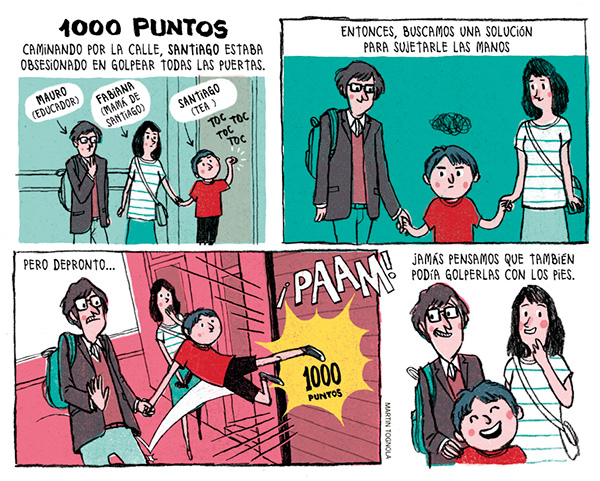 1000 PUNTOS
CAMINANDO POR LA CALLE, SANTIAGO ESTABA
OBSESIONADO EN GOLPEAR TODAS LAS PUERTAS.
MAURO
(EDUCADOR)
FABIANA
(MAMÁ DE
SANTIAGO)
SANTIAGO
(TEA)
TOC TOC
TOC
TOC
ENTONCES, BUSCAMOS UNA SOLUCIÓN
PARA SUJETARLE LAS MANOS
PERO DEPRONTO...
¡PAAM!
1000
PUNTOS
MARTIN TOGNOLA
JAMÁS PENSAMOS QUE TAMBIÉN
PODÍA GOLPERLAS CON LOS PIES.